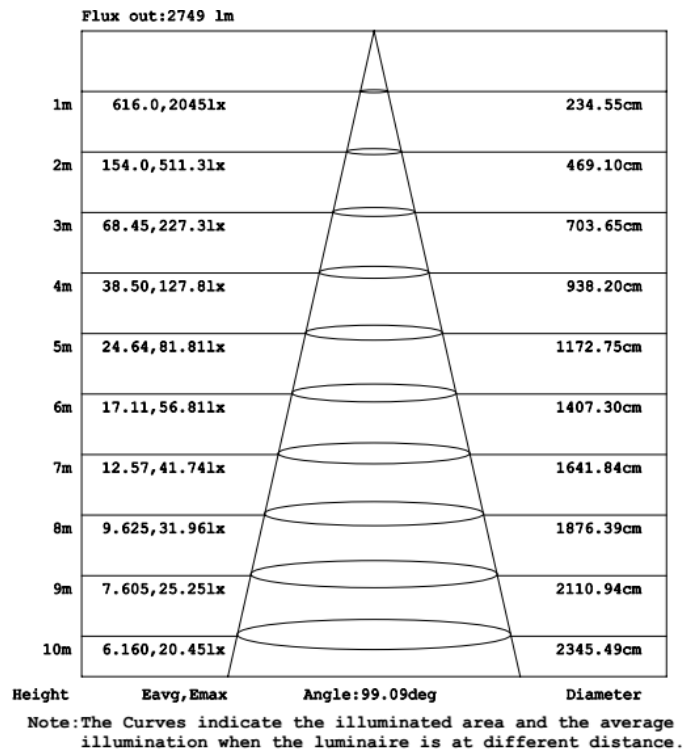 Flux out:2749 lm
1m 616.0,2045lx 234.55cm
2m 154.0,511.3lx 469.10cm
3m 68.45,227.3lx 703.65cm
4m 38.50,127.8lx 938.20cm
5m 24.64,81.81lx 1172.75cm
6m 17.11,56.81lx 1407.30cm
7m 12.57,41.74lx 1641.84cm
8m 9.625,31.96lx 1876.39cm
9m 7.605,25.25lx 2110.94cm
10m 6.160,20.45lx 2345.49cm
Height Eavg,Emax Angle:99.09deg Diameter
Note:The Curves indicate the illuminated area and the average
illumination when the luminaire is at different distance.